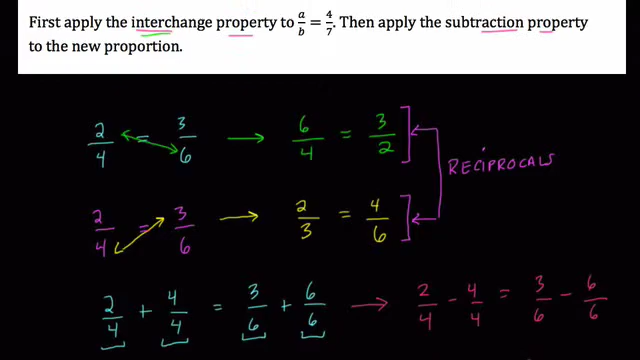 First apply the interchange property to a/b = 4/7. Then apply the subtraction property
to the new proportion.
2/4 = 3/6 → 6/4 = 3/2
RECIPROCALS
2/4 = 3/6 → 2/3 = 4/6
2/4 + 4/4 = 3/6 + 6/6 → 2/4 - 4/4 = 3/6 - 6/6